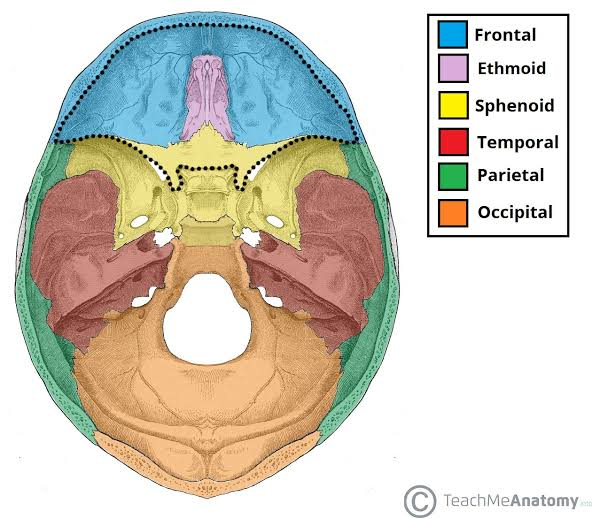 Frontal
Ethmoid
Sphenoid
Temporal
Parietal
Occipital
© TeachMeAnatomy